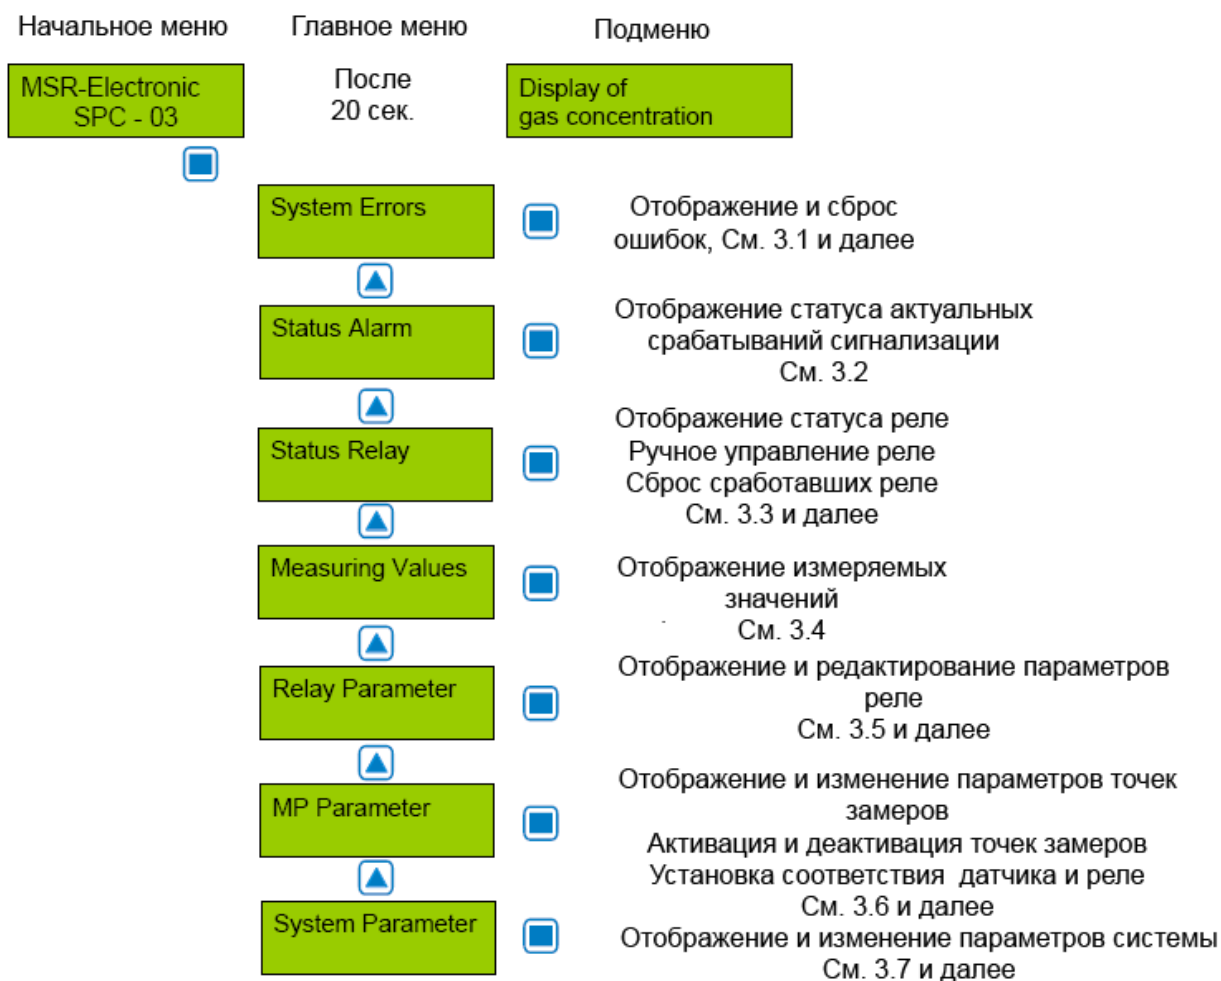 Начальное меню
Главное меню
Подменю
MSR-Electronic
SPC - 03
После
20 сек.
Display of
gas concentration
System Errors
Отображение и сброс
ошибок, См. 3.1 и далее
Status Alarm
Отображение статуса актуальных
срабатываний сигнализации
См. 3.2
Status Relay
Отображение статуса реле
Ручное управление реле
Сброс сработавших реле
См. 3.3 и далее
Measuring Values
Отображение измеряемых
значений
См. 3.4
Relay Parameter
Отображение и редактирование параметров
реле
См. 3.5 и далее
MP Parameter
Отображение и изменение параметров точек
замеров
Активация и деактивация точек замеров
Установка соответствия датчика и реле
См. 3.6 и далее
System Parameter
Отображение и изменение параметров системы
См. 3.7 и далее